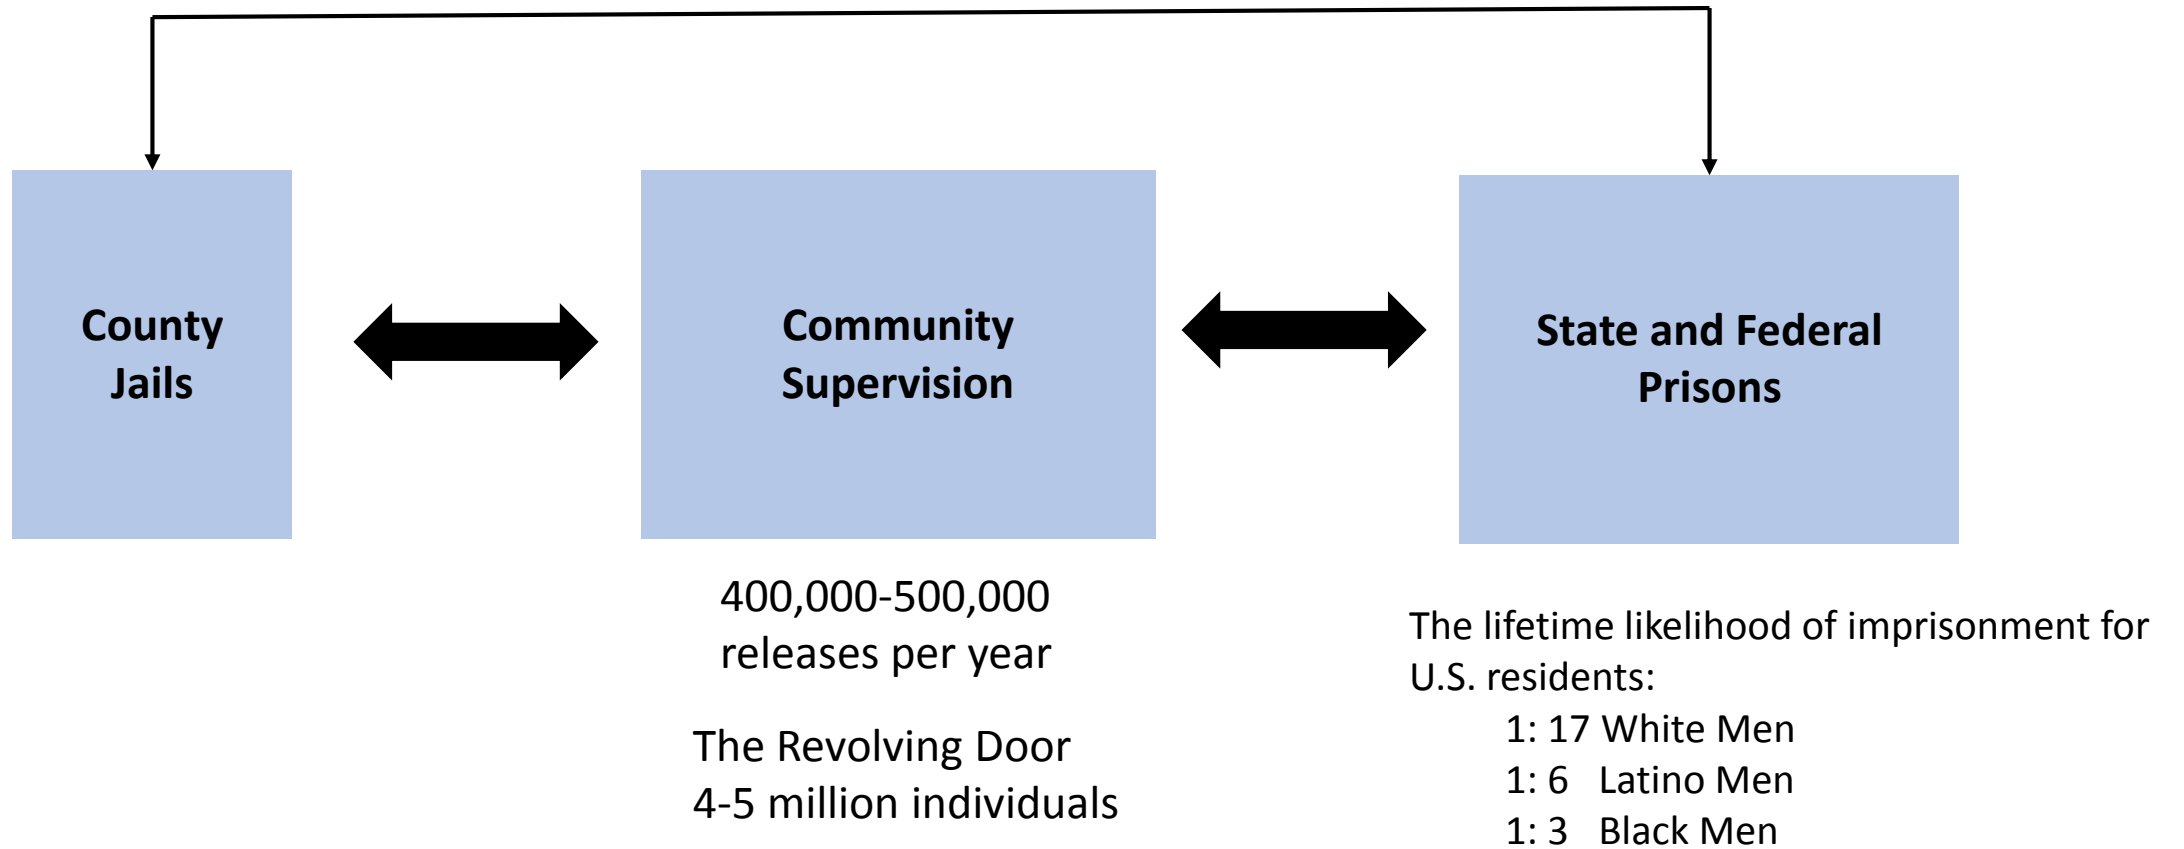 County
Jails
Community
Supervision
State and Federal
Prisons
400,000-500,000
releases per year
The Revolving Door
4-5 million individuals
The lifetime likelihood of imprisonment for
U.S. residents:
1: 17 White Men
1: 6 Latino Men
1: 3 Black Men